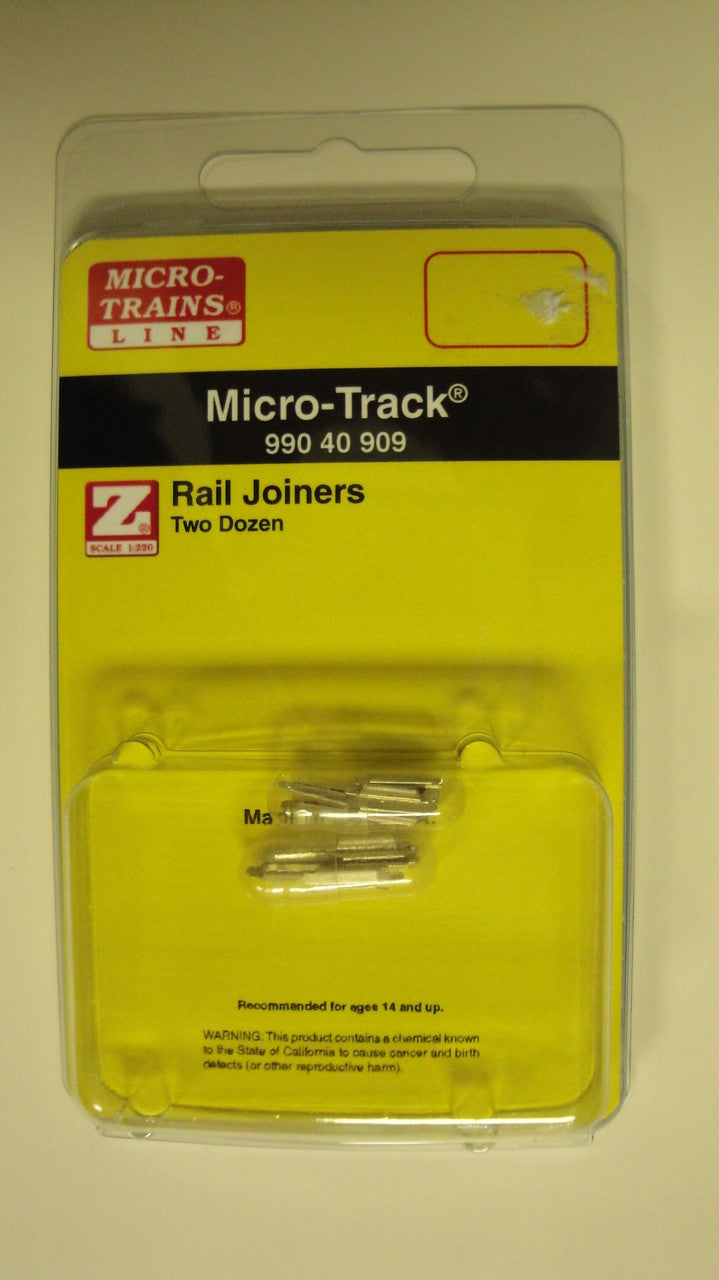 MICRO-
TRAINS®
LINE
Micro-Track®
990 40 909
Z®
SCALE 1:220
Rail Joiners
Two Dozen
Recommended for ages 14 and up.
WARNING: This product contains a chemical known
to the State of California to cause cancer and birth
defects (or other reproductive harm).